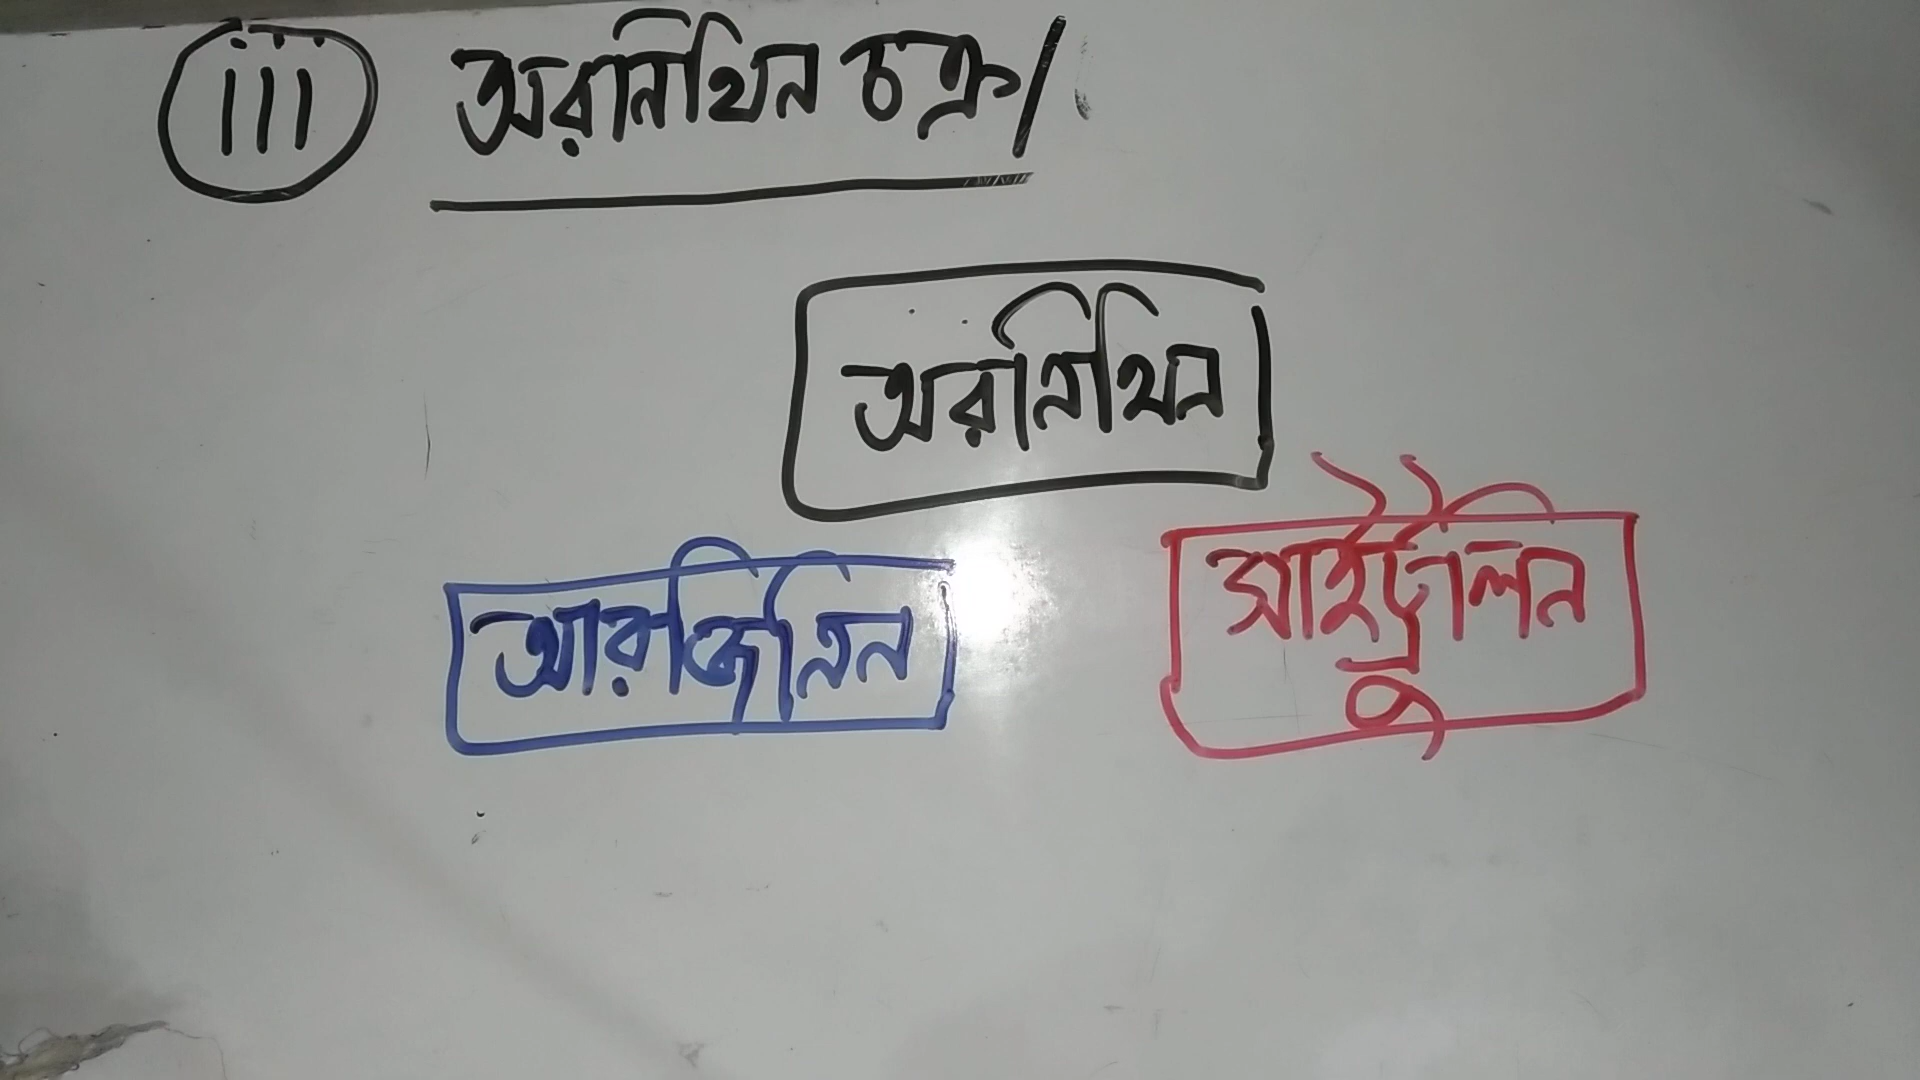 iii অরনিথিন চক্র/
অরনিথিন
আরজিনিন
সাইট্রুলিন